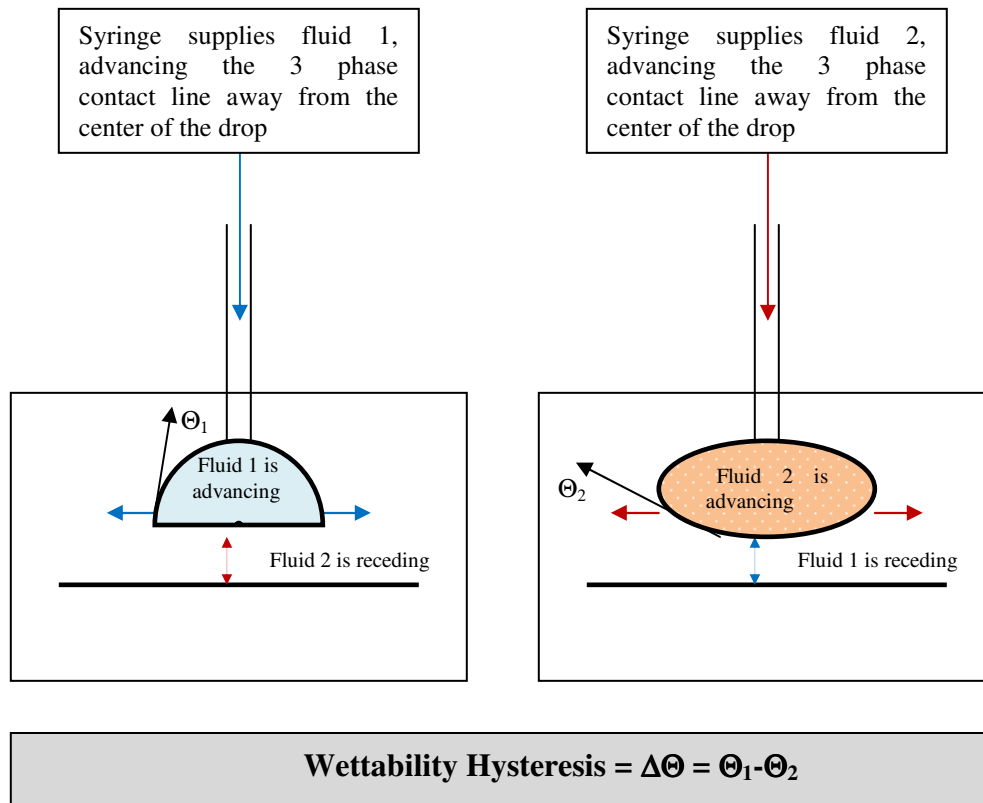 Syringe supplies fluid 1,
advancing the 3 phase
contact line away from the
center of the drop
Syringe supplies fluid 2,
advancing the 3 phase
contact line away from the
center of the drop
Θ1
Fluid 1 is
advancing
Fluid 2 is receding
Θ2
Fluid 2 is
advancing
Fluid 1 is receding
Wettability Hysteresis = ΔΘ = Θ1-Θ2